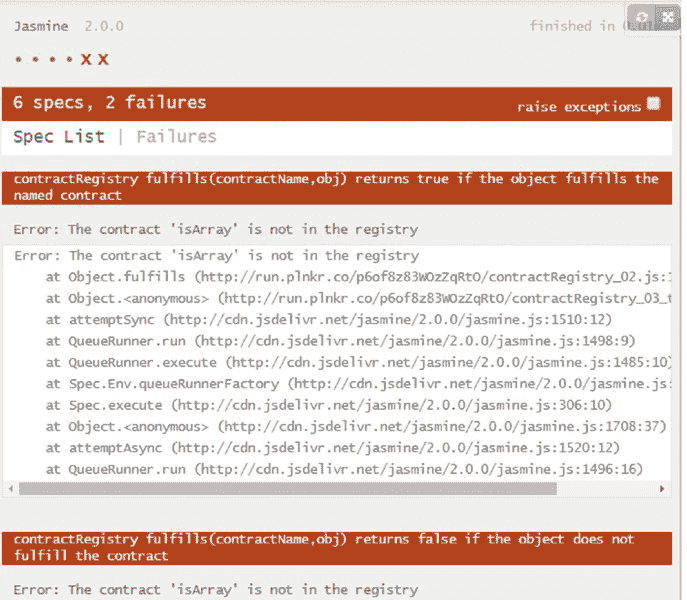 Jasmine 2.0.0 finished in 0.01
• • • • X X
6 specs, 2 failures raise exceptions
Spec List | Failures
contractRegistry fulfills(contractName,obj) returns true if the object fulfills the
named contract
Error: The contract 'isArray' is not in the registry
Error: The contract 'isArray' is not in the registry
at Object.fulfills (http://run.plnkr.co/p6of8z83WOzZqRtO/contractRegistry_02.js:
at Object.<anonymous> (http://run.plnkr.co/p6of8z83WOzZqRtO/contractRegistry_03_t
at attemptSync (http://cdn.jsdelivr.net/jasmine/2.0.0/jasmine.js:1510:12)
at QueueRunner.run (http://cdn.jsdelivr.net/jasmine/2.0.0/jasmine.js:1498:9)
at QueueRunner.execute (http://cdn.jsdelivr.net/jasmine/2.0.0/jasmine.js:1485:10)
at Spec.Env.queueRunnerFactory (http://cdn.jsdelivr.net/jasmine/2.0.0/jasmine.js:
at Spec.execute (http://cdn.jsdelivr.net/jasmine/2.0.0/jasmine.js:306:10)
at Object.<anonymous> (http://cdn.jsdelivr.net/jasmine/2.0.0/jasmine.js:1708:37)
at attemptAsync (http://cdn.jsdelivr.net/jasmine/2.0.0/jasmine.js:1520:12)
at QueueRunner.run (http://cdn.jsdelivr.net/jasmine/2.0.0/jasmine.js:1496:16)
contractRegistry fulfills(contractName,obj) returns false if the object does not
fulfill the contract
Error: The contract 'isArray' is not in the registry